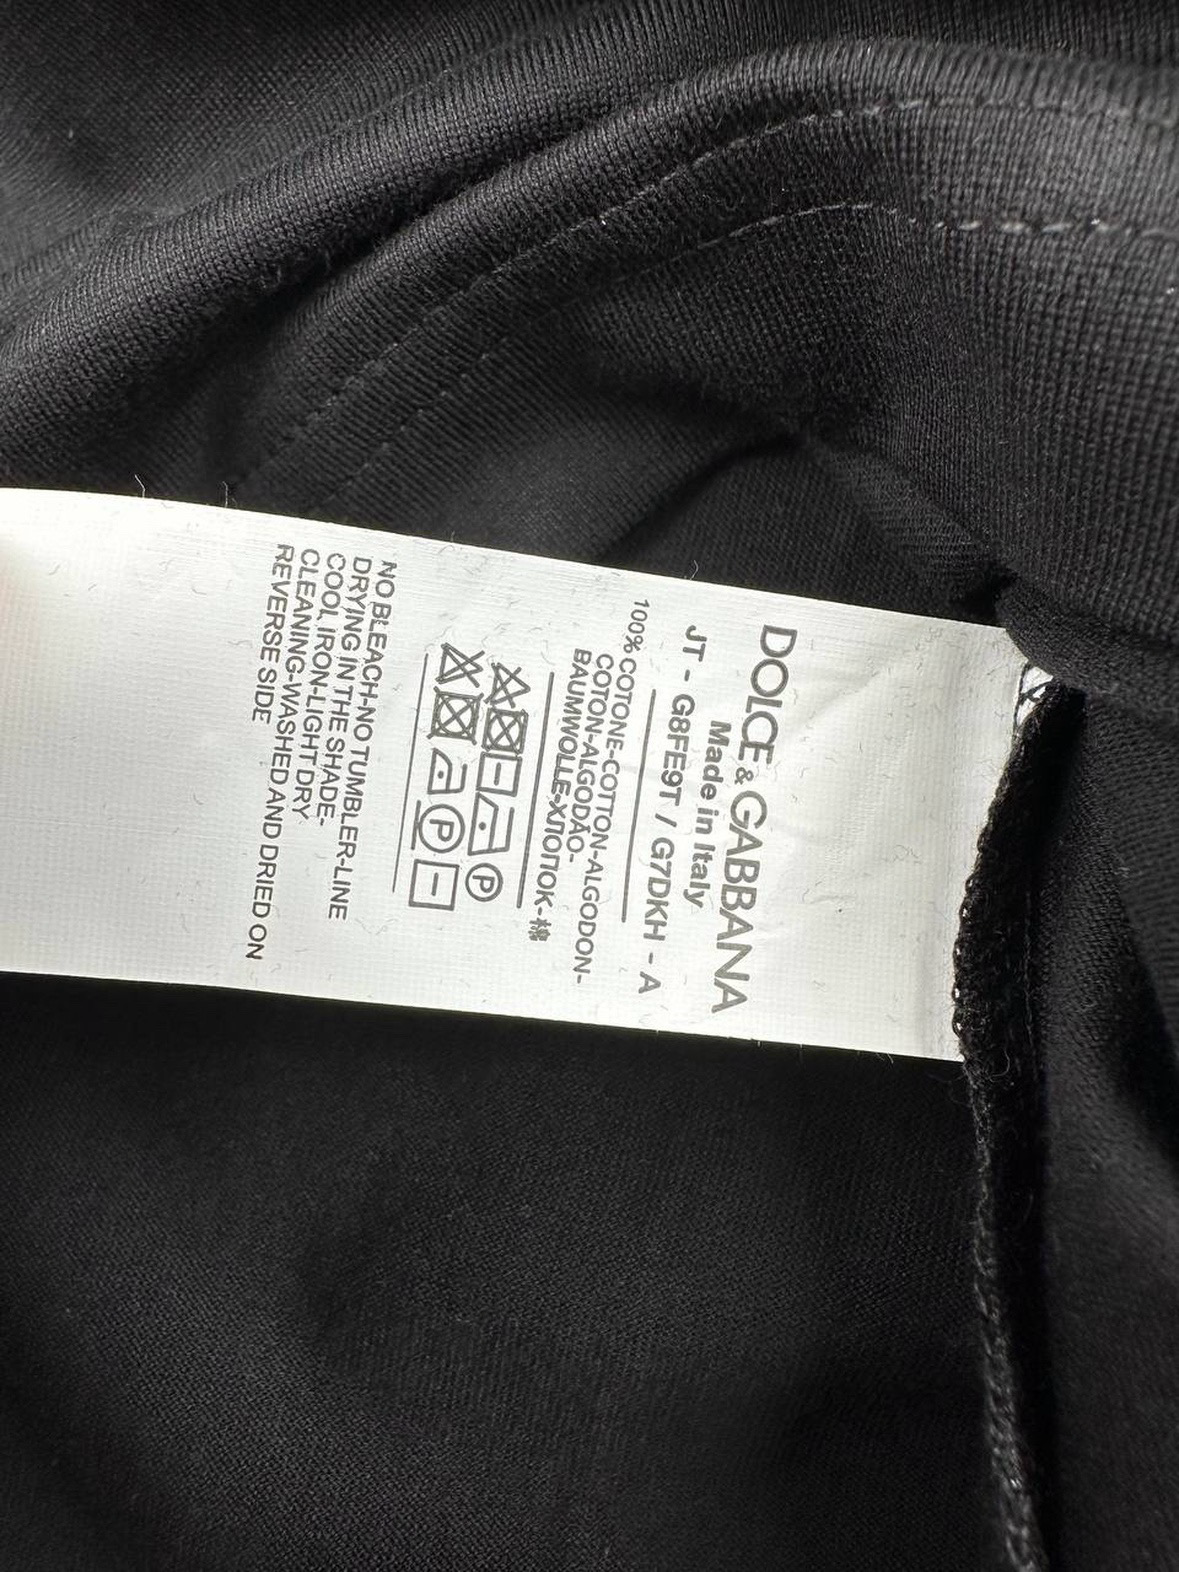 DOLCE & GABBANA
Made in Italy
JT - G8FE9T / G7DKH - A
100% COTONE-COTTON-ALGODON-
COTON-ALGODÃO-
BAUMWOLLE-ХЛОПОК-棉
P
P
NO BLEACH-NO TUMBLER-LINE
DRYING IN THE SHADE-
COOL IRON-LIGHT DRY
CLEANING-WASHED AND DRIED ON
REVERSE SIDE